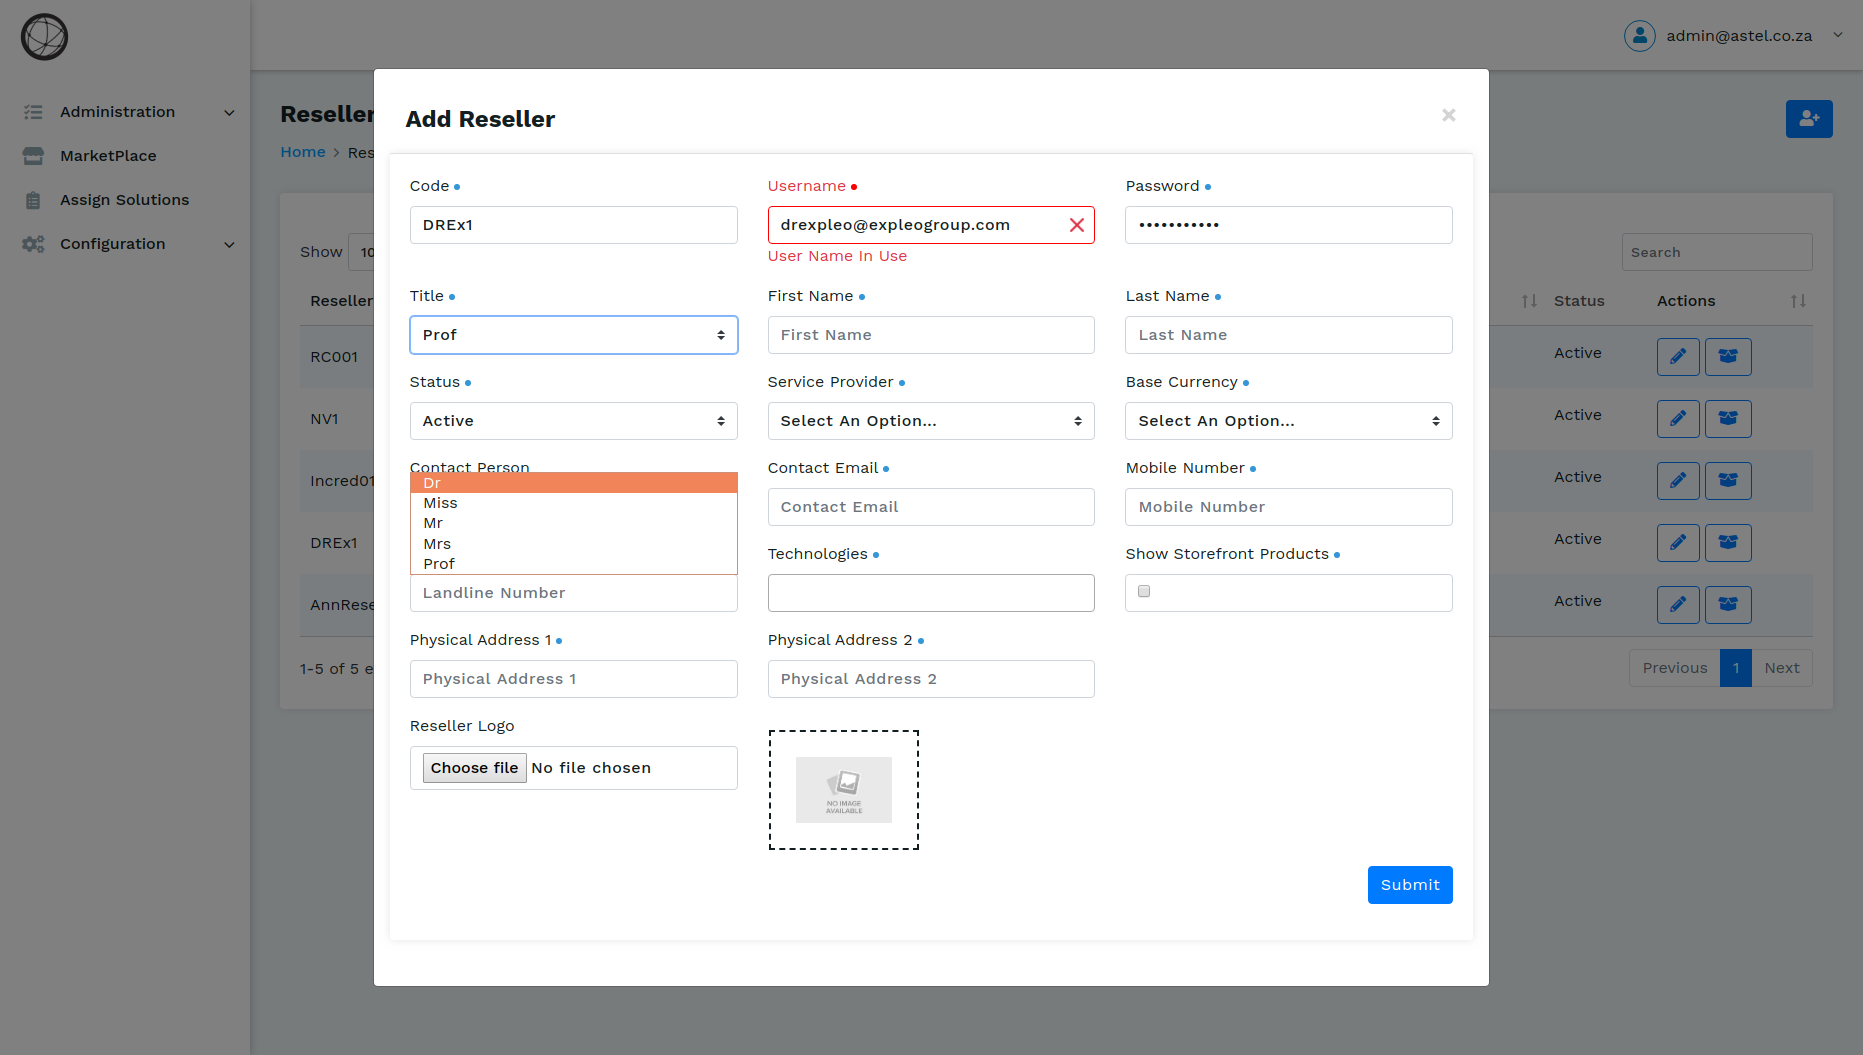 admin@astel.co.za
Administration
MarketPlace
Assign Solutions
Configuration
Reseller
Home > Res
Show 10
Search
Reseller
Status
Actions
RC001
Active
NV1
Active
Incred01
Active
DREx1
Active
AnnRese
Active
1-5 of 5 e
Previous 1 Next
Add Reseller
×
Code
Username
Password
DREx1
drexpleo@expleogroup.com
•••••••••••
User Name In Use
Title
First Name
Last Name
Prof
First Name
Last Name
Status
Service Provider
Base Currency
Active
Select An Option...
Select An Option...
Contact Person
Contact Email
Mobile Number
Dr
Miss
Mr
Mrs
Prof
Contact Email
Mobile Number
Technologies
Show Storefront Products
Landline Number
Physical Address 1
Physical Address 2
Physical Address 1
Physical Address 2
Reseller Logo
Choose file No file chosen
NO IMAGE
AVAILABLE
Submit